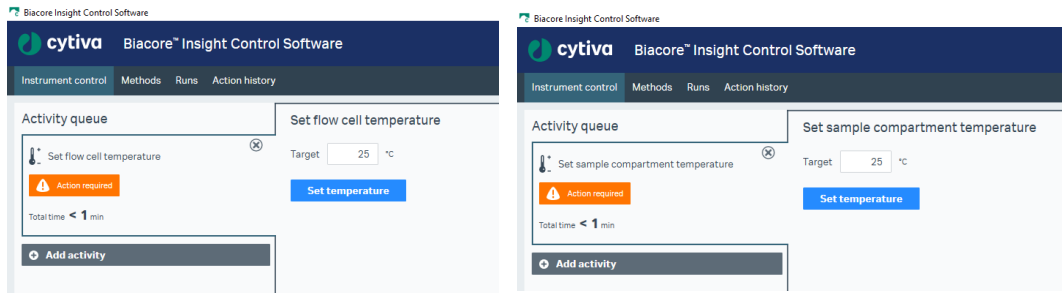 Biacore Insight Control Software
cytiva Biacore™ Insight Control Software
Instrument control Methods Runs Action history
Activity queue
Set flow cell temperature
Action required
Total time < 1 min
Add activity
Set flow cell temperature
Target 25 °C
Set temperature
Biacore Insight Control Software
cytiva Biacore™ Insight Control Software
Instrument control Methods Runs Action history
Activity queue
Set sample compartment temperature
Action required
Total time < 1 min
Add activity
Set sample compartment temperature
Target 25 °C
Set temperature